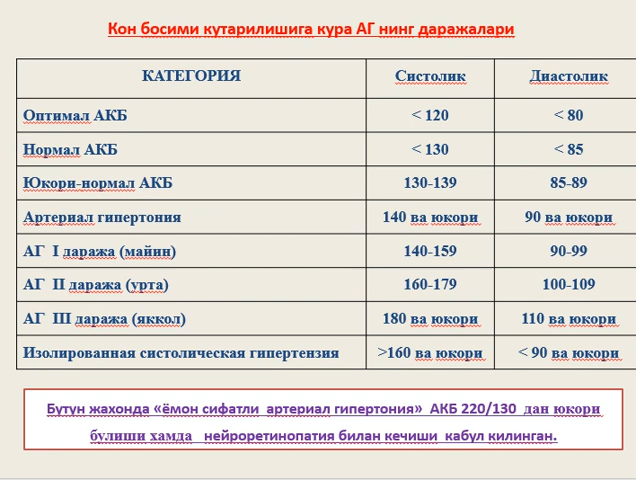 Кон босими кутарилишига кура АГ нинг даражалари
КАТЕГОРИЯ Систолик Диастолик
Оптимал АКБ < 120 < 80
Нормал АКБ < 130 < 85
Юкори-нормал АКБ 130-139 85-89
Артериал гипертония 140 ва юкори 90 ва юкори
АГ I даража (майин) 140-159 90-99
АГ II даража (урта) 160-179 100-109
АГ III даража (яккол) 180 ва юкори 110 ва юкори
Изолированная систолическая гипертензия >160 ва юкори < 90 ва юкори
Бутун жахонда «ёмон сифатли артериал гипертония» АКБ 220/130 дан юкори
булиши хамда нейроретинопатия билан кечиши кабул килинган.